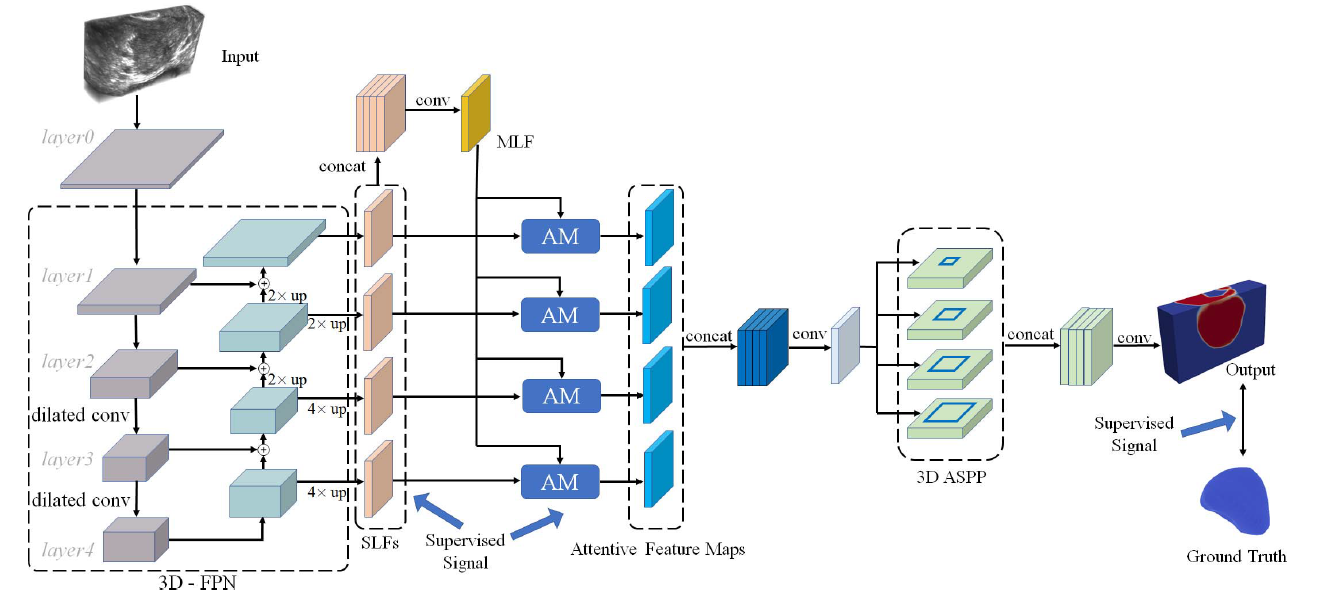 Input
layer0
conv
MLF
concat
layer1
2× up
2× up
layer2
2× up
dilated conv
4× up
layer3
dilated conv
4× up
layer4
3D - FPN
SLFs
AM
AM
AM
AM
Supervised
Signal
Attentive Feature Maps
concat
conv
3D ASPP
concat
conv
Output
Supervised
Signal
Ground Truth